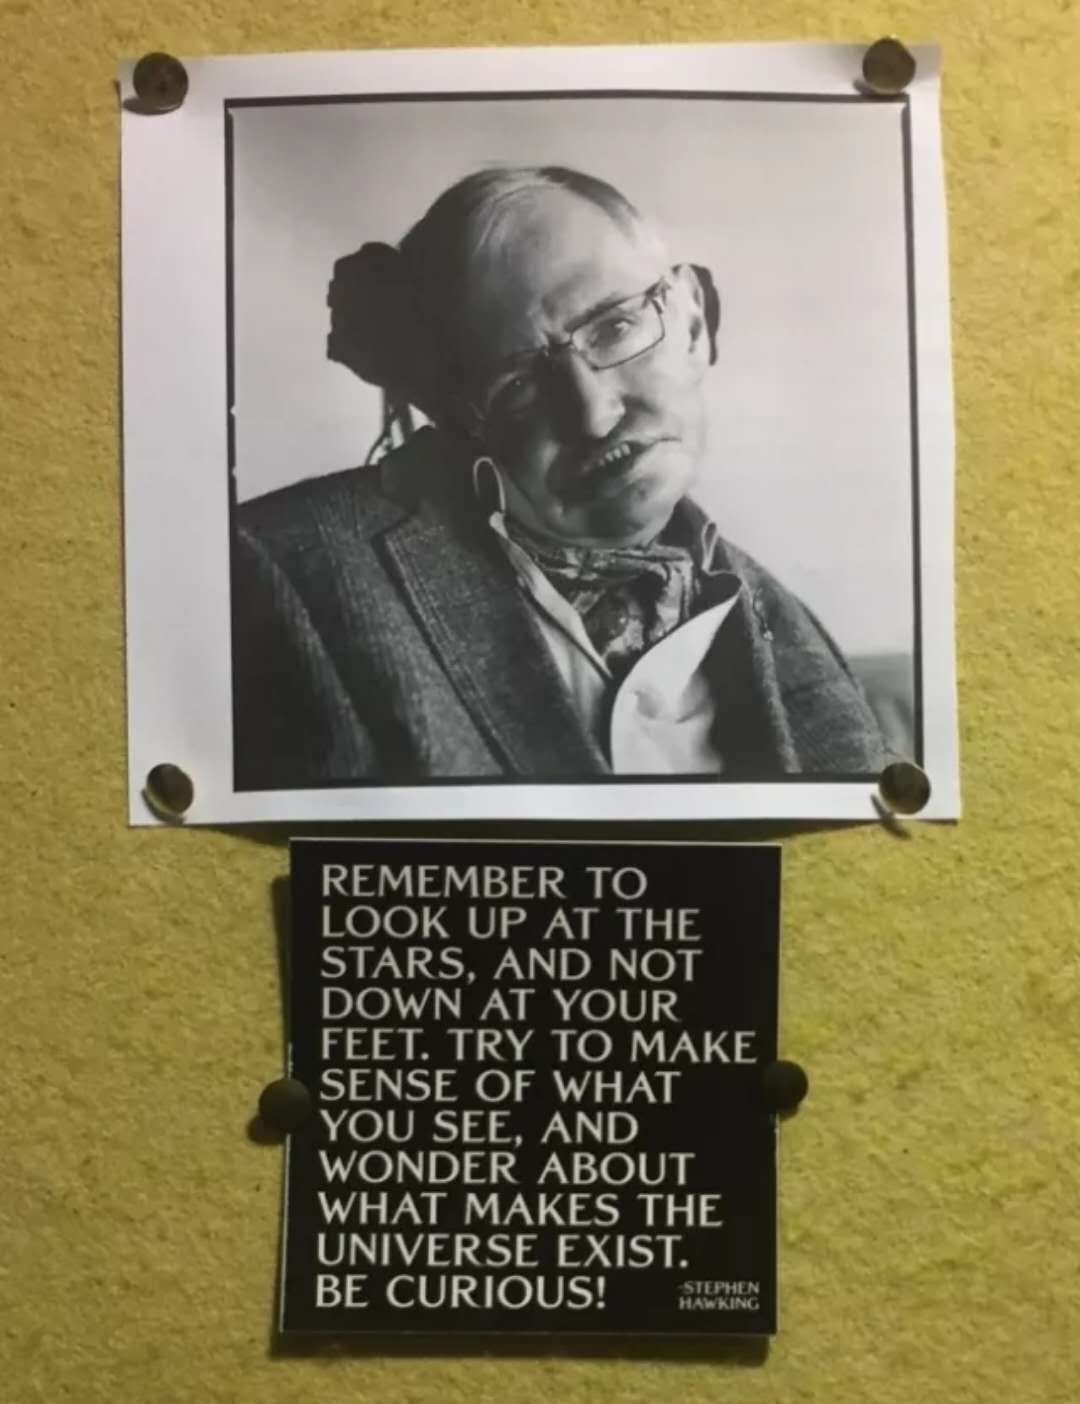 REMEMBER TO
LOOK UP AT THE
STARS, AND NOT
DOWN AT YOUR
FEET. TRY TO MAKE
SENSE OF WHAT
YOU SEE, AND
WONDER ABOUT
WHAT MAKES THE
UNIVERSE EXIST.
BE CURIOUS!
-STEPHEN
HAWKING